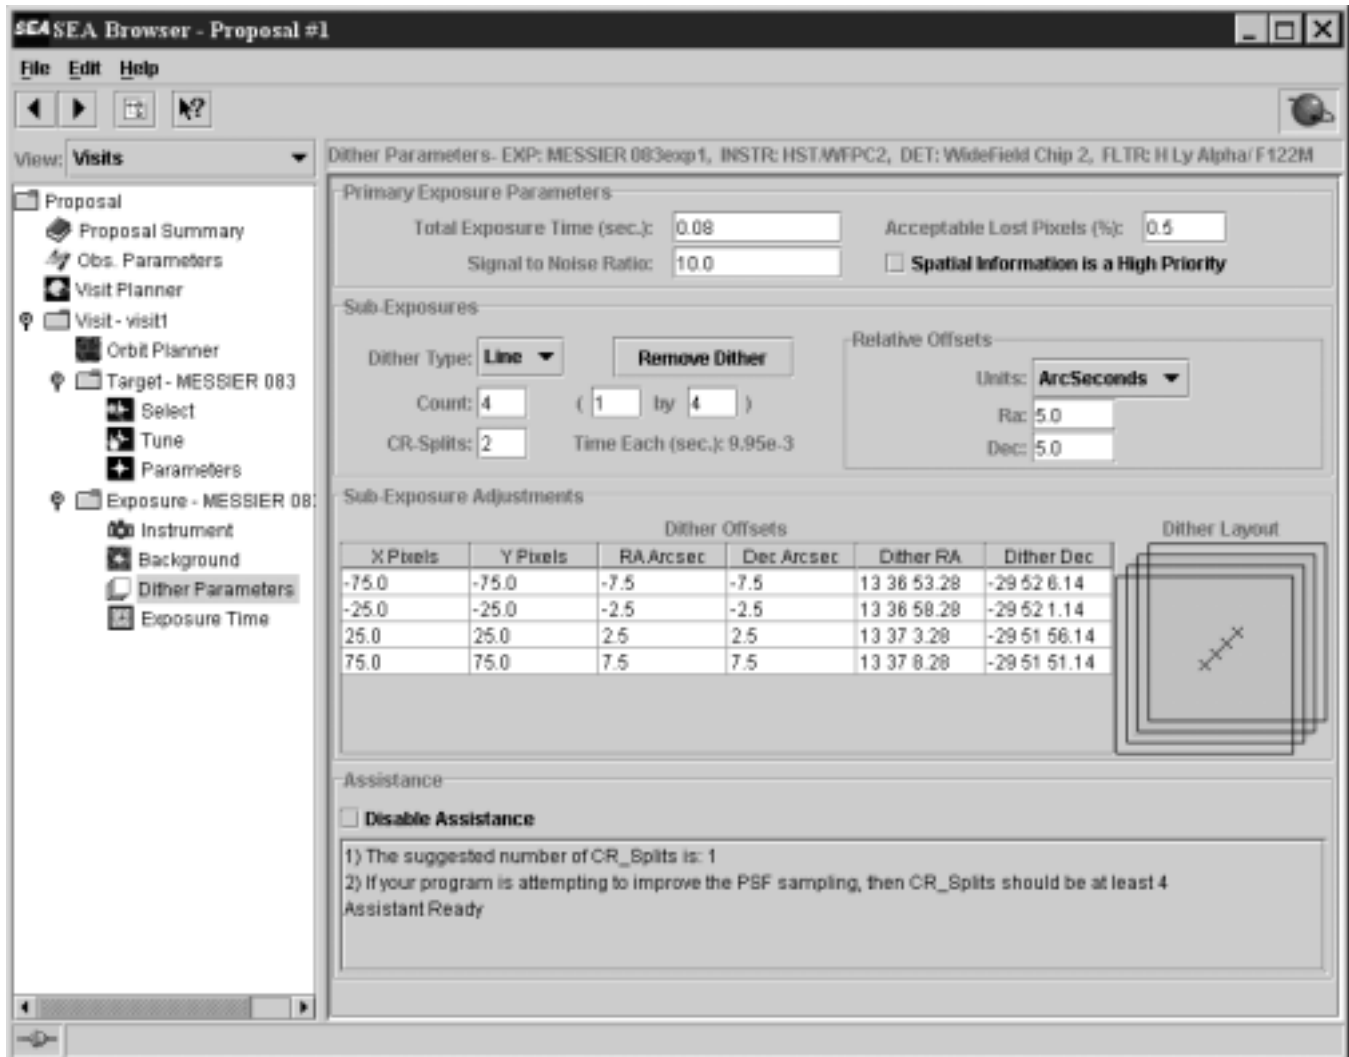 SEA SEA Browser - Proposal #1
File Edit Help
View: Visits
Dither Parameters- EXP: MESSIER 083exp1, INSTR: HST/WFPC2, DET: WideField Chip 2, FLTR: H Ly Alpha/ F122M
Proposal
Proposal Summary
Obs. Parameters
Visit Planner
Visit - visit1
Orbit Planner
Target - MESSIER 083
Select
Tune
Parameters
Exposure - MESSIER 08
Instrument
Background
Dither Parameters
Exposure Time
Primary Exposure Parameters
Total Exposure Time (sec.): 0.08
Acceptable Lost Pixels (%): 0.5
Signal to Noise Ratio: 10.0
Spatial Information is a High Priority
Sub-Exposures
Dither Type: Line Remove Dither
Count: 4 ( 1 by 4 )
CR-Splits: 2 Time Each (sec.): 9.95e-3
Relative Offsets
Units: ArcSeconds
Ra: 5.0
Dec: 5.0
Sub-Exposure Adjustments
Dither Offsets
X Pixels Y Pixels RA Arcsec Dec Arcsec Dither RA Dither Dec
-75.0 -75.0 -7.5 -7.5 13 36 53.28 -29 52 6.14
-25.0 -25.0 -2.5 -2.5 13 36 58.28 -29 52 1.14
25.0 25.0 2.5 2.5 13 37 3.28 -29 51 56.14
75.0 75.0 7.5 7.5 13 37 8.28 -29 51 51.14
Dither Layout
Assistance
Disable Assistance
1) The suggested number of CR_Splits is: 1
2) If your program is attempting to improve the PSF sampling, then CR_Splits should be at least 4
Assistant Ready